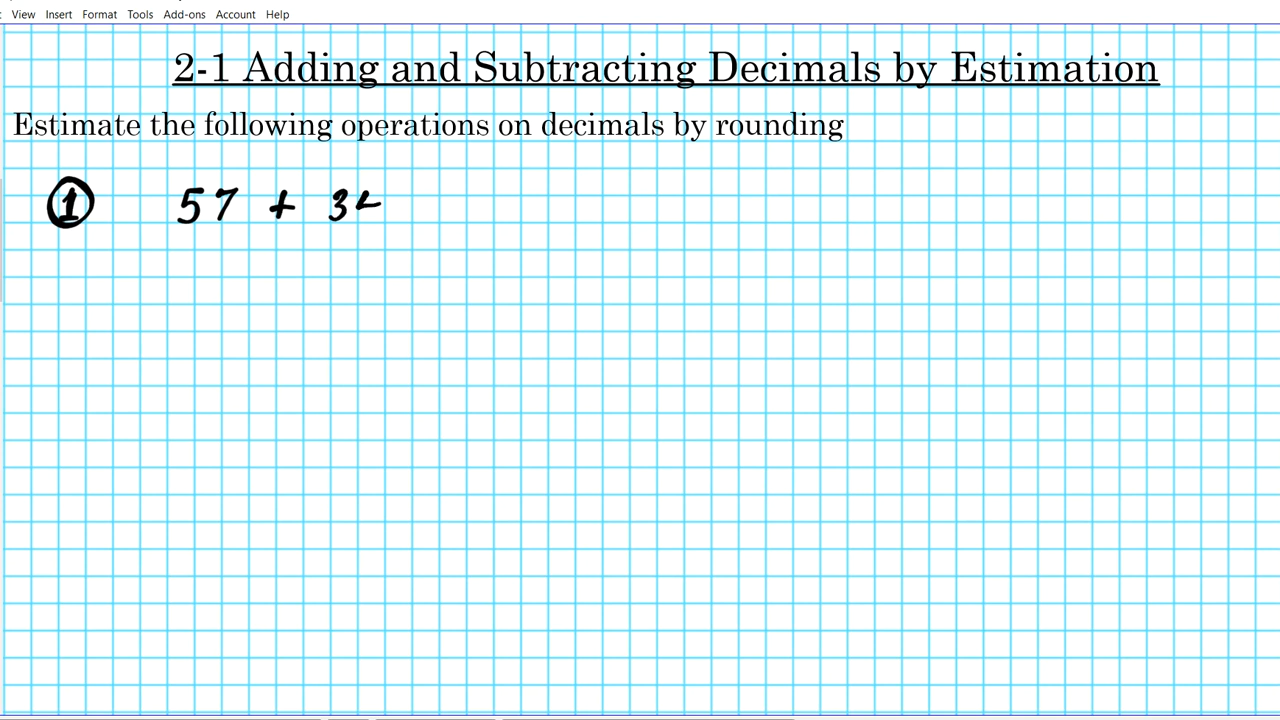 View Insert Format Tools Add-ons Account Help
2-1 Adding and Subtracting Decimals by Estimation
Estimate the following operations on decimals by rounding
1 57 + 34